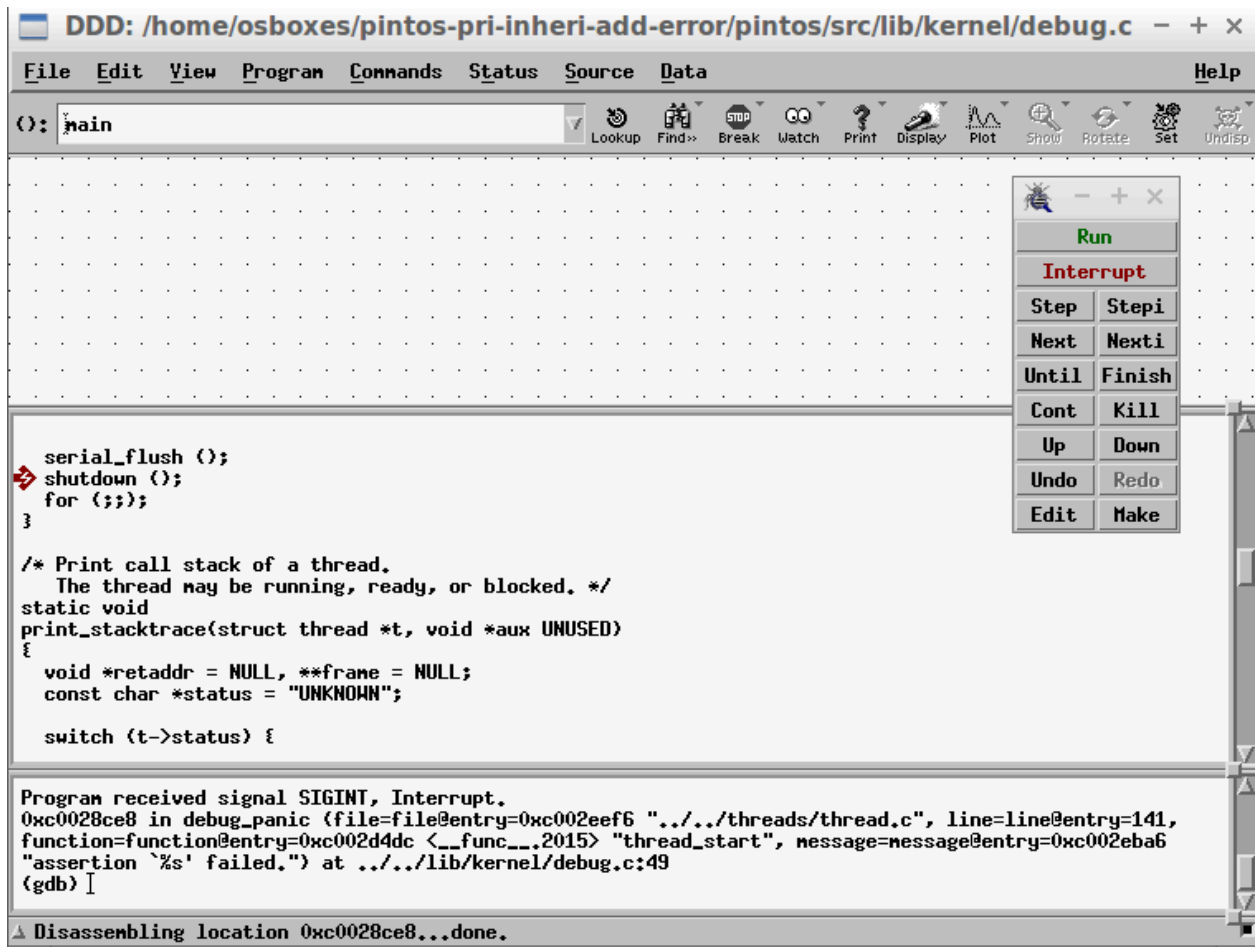 DDD: /home/osboxes/pintos-pri-inheri-add-error/pintos/src/lib/kernel/debug.c
File Edit View Program Commands Status Source Data Help
(): main
Lookup Find>> Break Watch Print Display Plot Show Rotate Set Undisp
STOP
Run
Interrupt
Step Stepi
Next Nexti
Until Finish
Cont Kill
Up Down
Undo Redo
Edit Make
serial_flush ();
shutdown ();
for (;;);
}
/* Print call stack of a thread.
The thread may be running, ready, or blocked. */
static void
print_stacktrace(struct thread *t, void *aux UNUSED)
{
void *retaddr = NULL, **frame = NULL;
const char *status = "UNKNOWN";
switch (t->status) {
Program received signal SIGINT, Interrupt.
0xc0028ce8 in debug_panic (file=file@entry=0xc002eef6 "../../threads/thread.c", line=line@entry=141,
function=function@entry=0xc002d4dc <__func__.2015> "thread_start", message=message@entry=0xc002eba6
"assertion `%s' failed.") at ../../lib/kernel/debug.c:49
(gdb)
Disassembling location 0xc0028ce8...done.